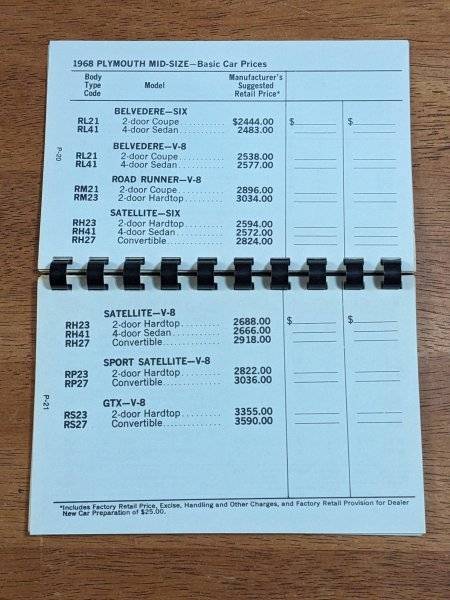 1968 PLYMOUTH MID-SIZE—Basic Car Prices
Body Type Code Model Manufacturer's Suggested Retail Price*
BELVEDERE—SIX
RL21 2-door Coupe $2444.00 $ $
RL41 4-door Sedan 2483.00
BELVEDERE—V-8
RL21 2-door Coupe 2538.00
RL41 4-door Sedan 2577.00
P-20
ROAD RUNNER—V-8
RM21 2-door Coupe 2896.00
RM23 2-door Hardtop 3034.00
SATELLITE—SIX
RH23 2-door Hardtop 2594.00
RH41 4-door Sedan 2572.00
RH27 Convertible 2824.00
SATELLITE—V-8
RH23 2-door Hardtop 2688.00 $ $
RH41 4-door Sedan 2666.00
RH27 Convertible 2918.00
SPORT SATELLITE—V-8
RP23 2-door Hardtop 2822.00
RP27 Convertible 3036.00
P-21
GTX—V-8
RS23 2-door Hardtop 3355.00
RS27 Convertible 3590.00
*Includes Factory Retail Price, Excise, Handling and Other Charges, and Factory Retail Provision for Dealer
New Car Preparation of $25.00.